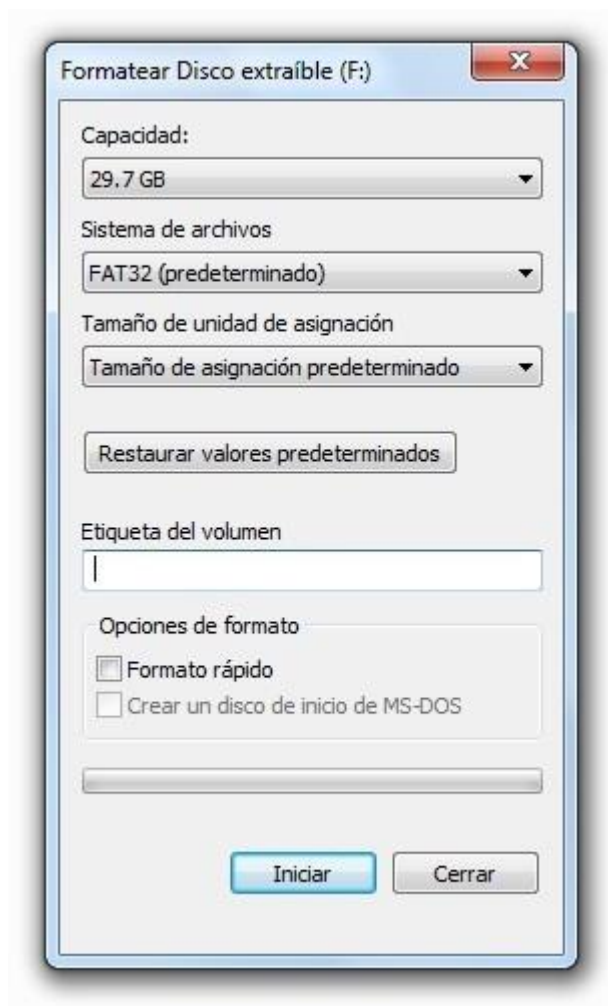 Formatear Disco extraíble (F:)
Capacidad:
29.7 GB
Sistema de archivos
FAT32 (predeterminado)
Tamaño de unidad de asignación
Tamaño de asignación predeterminado
Restaurar valores predeterminados
Etiqueta del volumen
Opciones de formato
Formato rápido
Crear un disco de inicio de MS-DOS
Iniciar
Cerrar